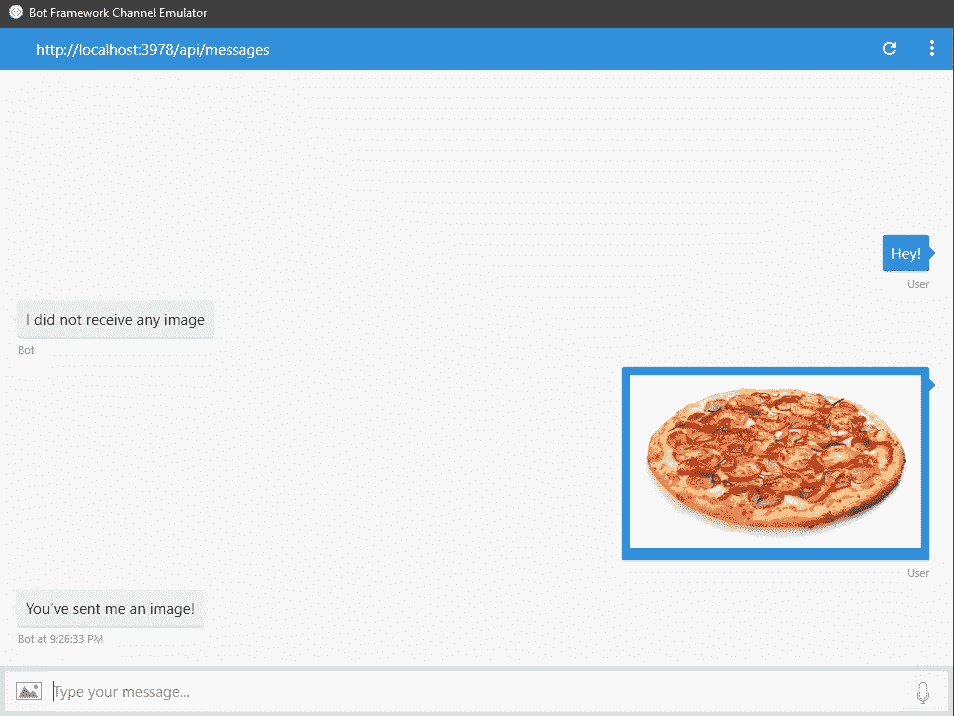 Bot Framework Channel Emulator
http://localhost:3978/api/messages
Hey!
User
I did not receive any image
Bot
User
You've sent me an image!
Bot at 9:26:33 PM
Type your message...